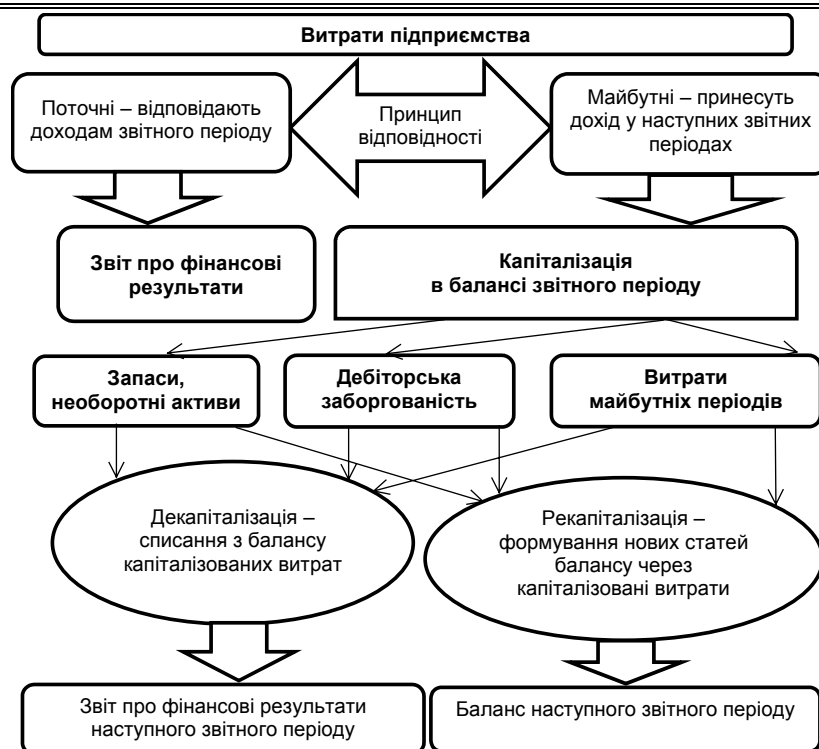 Витрати підприємства
Поточні – відповідають
доходам звітного періоду
Принцип
відповідності
Майбутні – принесуть
дохід у наступних звітних
періодах
Звіт про фінансові
результати
Капіталізація
в балансі звітного періоду
Запаси,
необоротні активи
Дебіторська
заборгованість
Витрати
майбутніх періодів
Декапіталізація –
списання з балансу
капіталізованих витрат
Рекапіталізація –
формування нових статей
балансу через
капіталізовані витрати
Звіт про фінансові результати
наступного звітного періоду
Баланс наступного звітного періоду